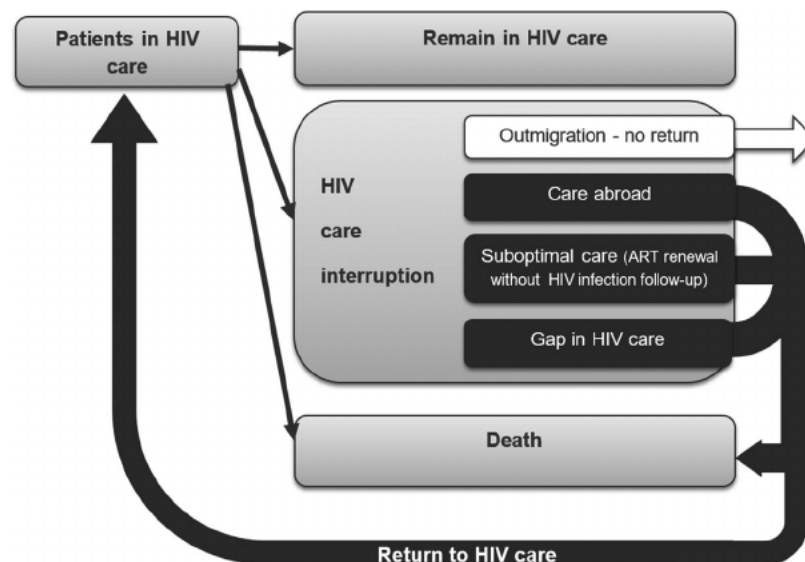 Patients in HIV
care
Remain in HIV care
Outmigration - no return
HIV
care
interruption
Care abroad
Suboptimal care (ART renewal
without HIV infection follow-up)
Gap in HIV care
Death
Return to HIV care